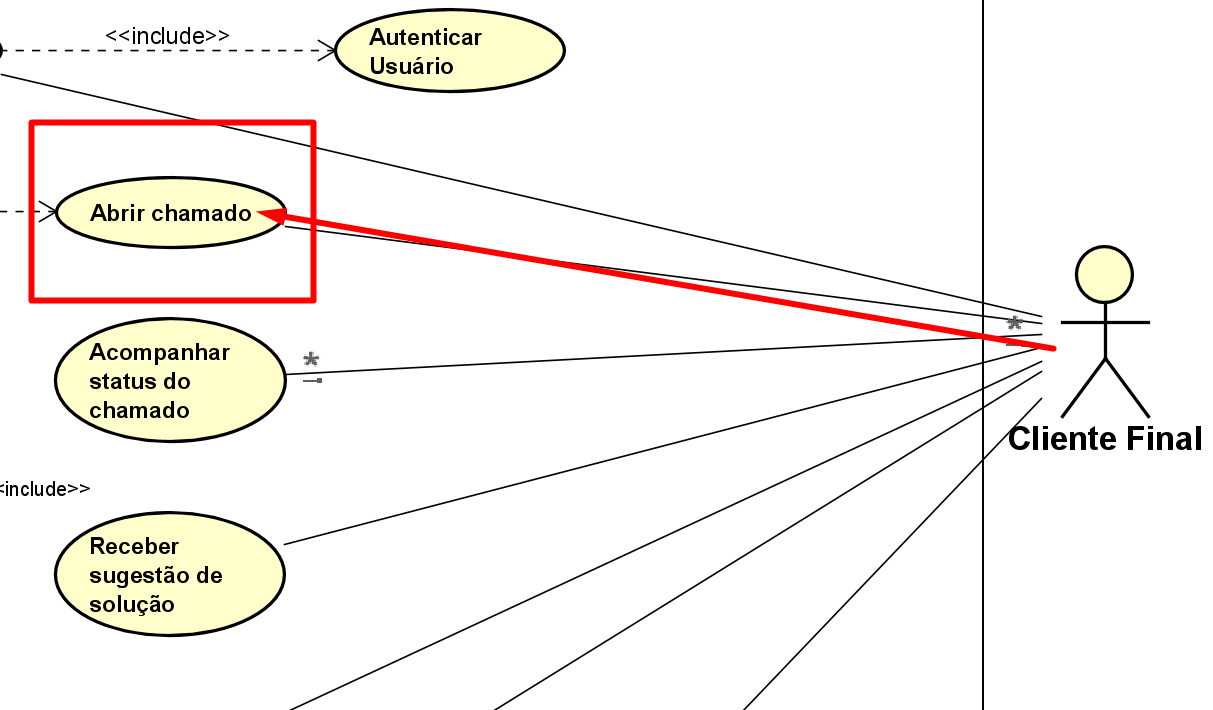 <<include>>
Autenticar
Usuário
Abrir chamado
*
Acompanhar
status do
chamado
*
Cliente Final
<include>>
Receber
sugestão de
solução